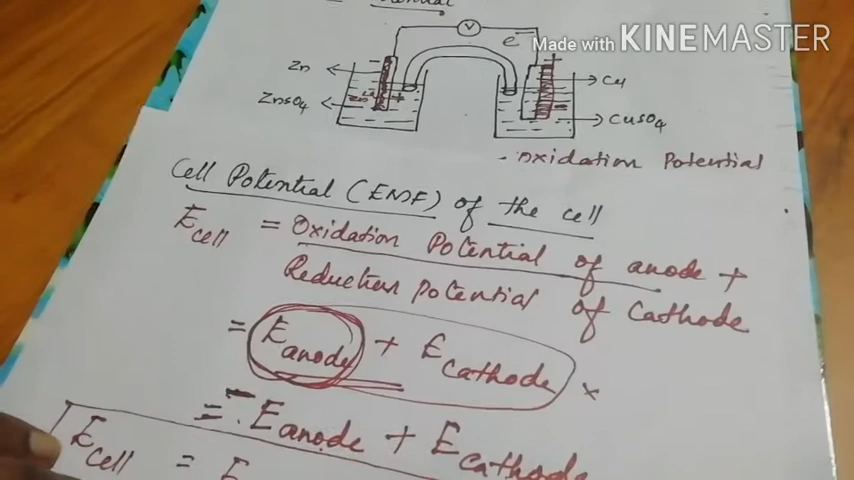 Made with KINEMASTER
V
e⁻
Zn
Cu
ZnSO₄
CuSO₄
- Oxidation Potential
Cell Potential (EMF) of the cell
Ecell = Oxidation Potential of anode +
Reduction potential of Cathode
= Eanode + Ecathode ×
= - Eanode + Ecathode
Ecell = E